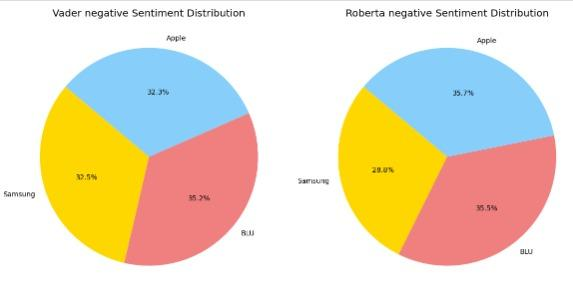 Vader negative Sentiment Distribution
Apple
32.3%
32.5%
Samsung
35.2%
BLU
Roberta negative Sentiment Distribution
Apple
35.7%
28.8%
Samsung
35.5%
BLU